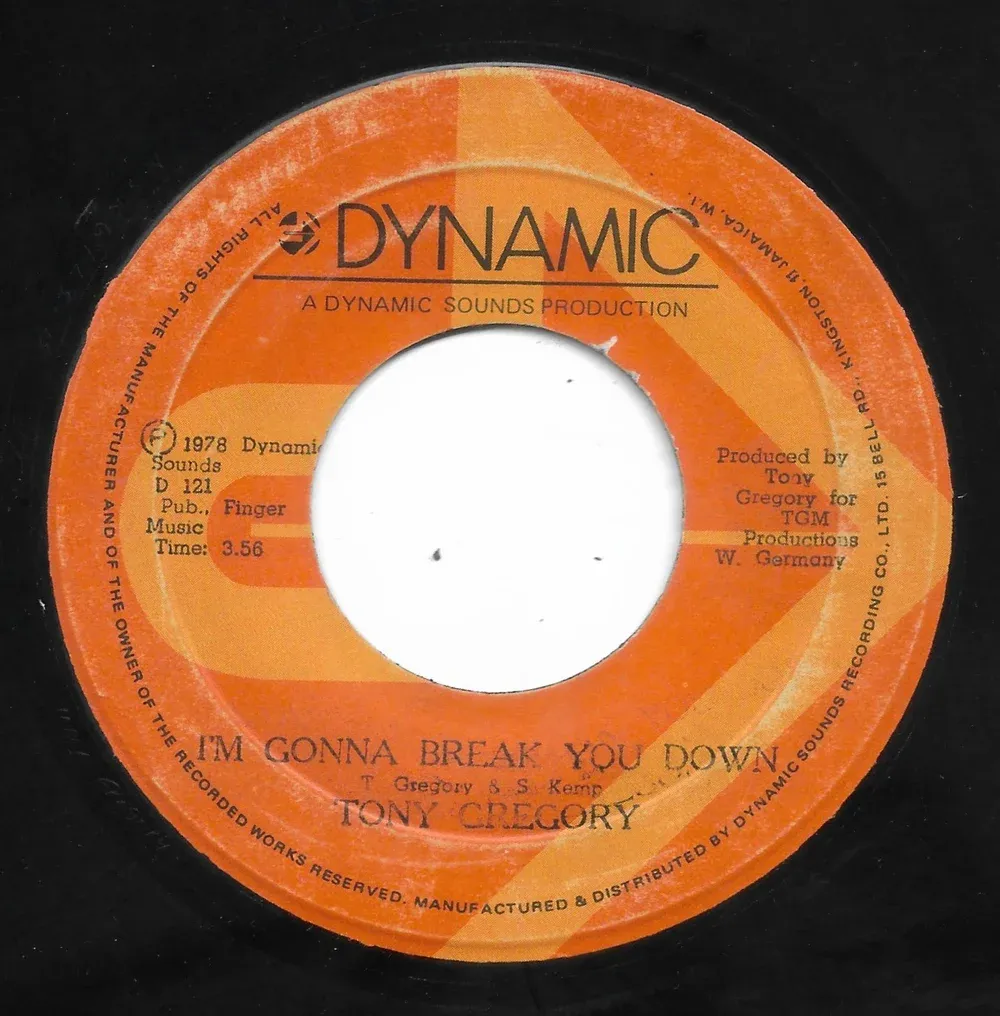 DYNAMIC
A DYNAMIC SOUNDS PRODUCTION
Ⓟ 1978 Dynamic
Sounds
D 121
Pub., Finger
Music
Time: 3.56
Produced by
Tony
Gregory for
TGM
Productions
W. Germany
I'M GONNA BREAK YOU DOWN
T Gregory & S Kemp
TONY GREGORY
ALL RIGHTS OF THE MANUFACTURER AND OF THE OWNER OF THE RECORDED WORKS RESERVED. MANUFACTURED & DISTRIBUTED BY DYNAMIC SOUNDS RECORDING CO., LTD. 15 BELL RD., KINGSTON 11 JAMAICA, W.I.